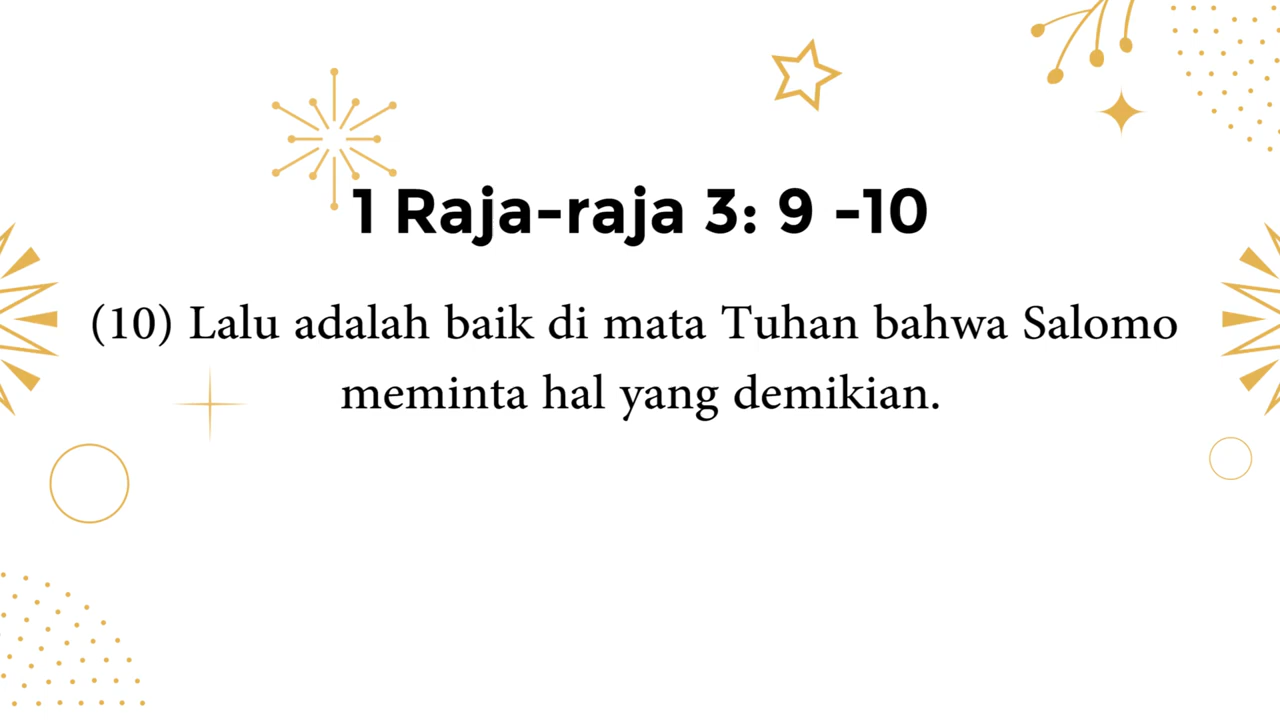 1 Raja-raja 3: 9 -10
(10) Lalu adalah baik di mata Tuhan bahwa Salomo
meminta hal yang demikian.